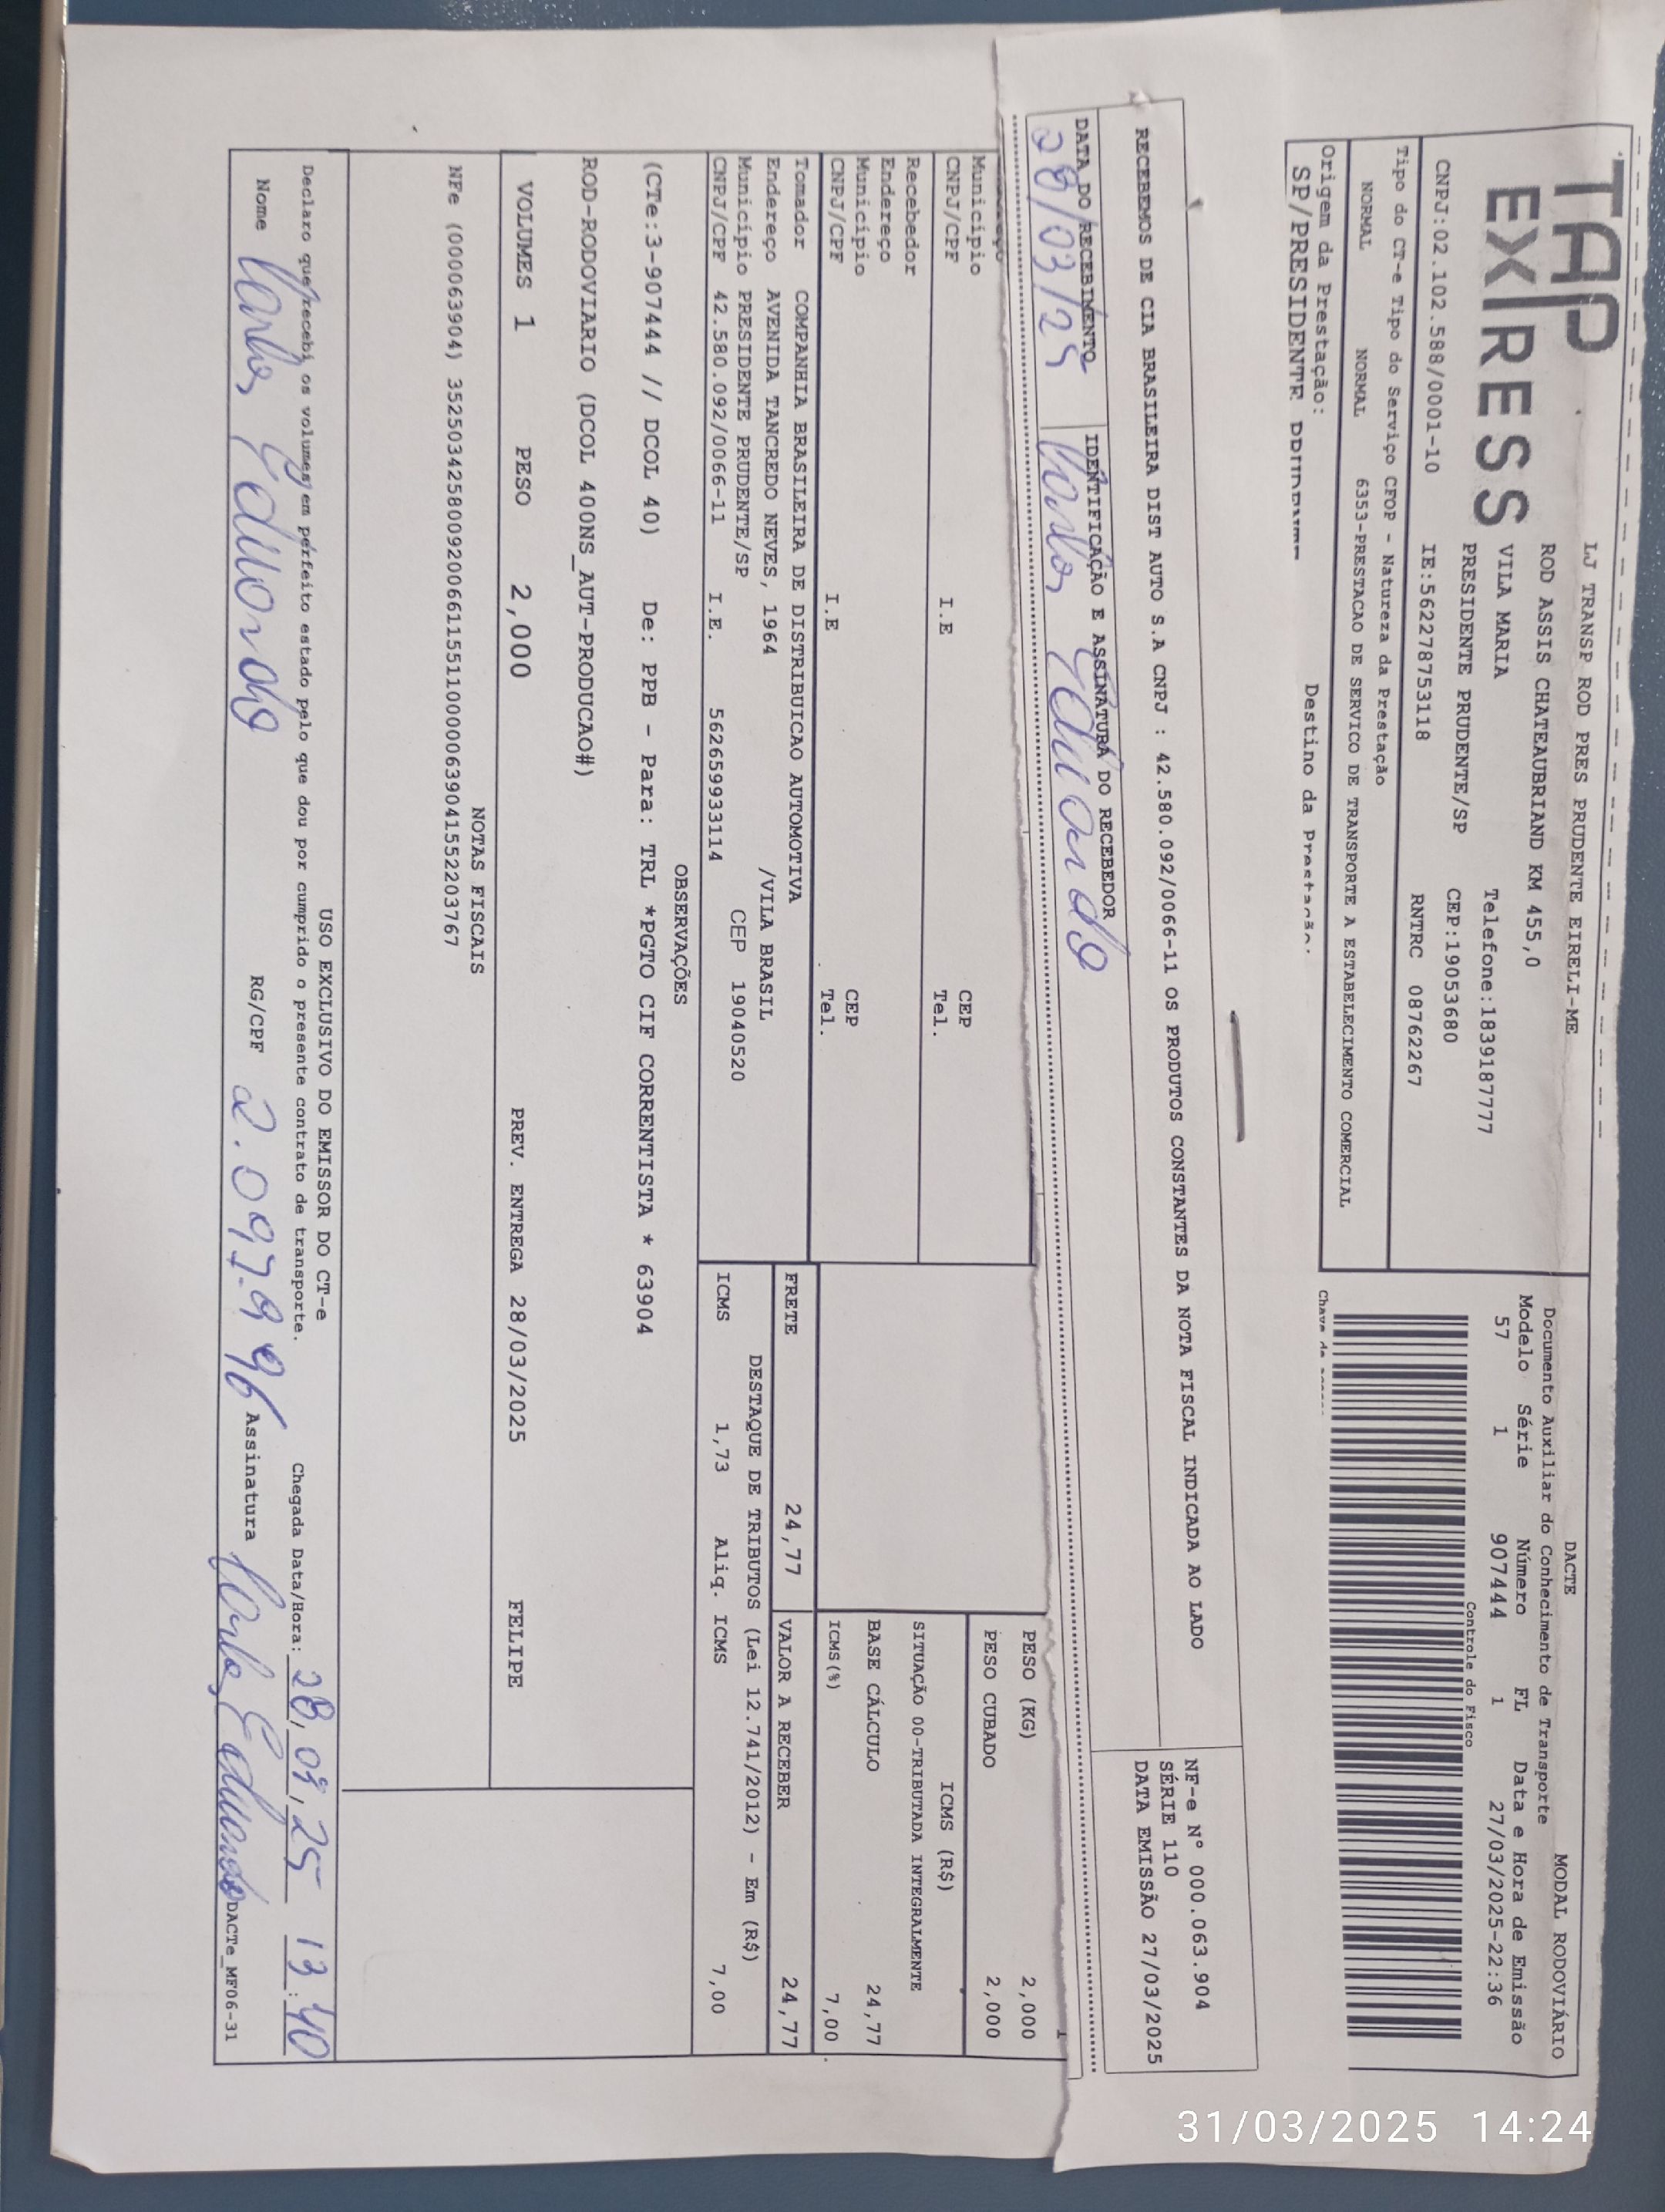 TAP
EXPRESS
LJ TRANSP ROD PRES PRUDENTE EIRELI-ME
ROD ASSIS CHATEAUBRIAND KM 455,0
VILA MARIA Telefone:1839187777
PRESIDENTE PRUDENTE/SP CEP:19053680
CNPJ:02.102.588/0001-10 IE:562278753118 RNTRC 08762267
Tipo do CT-e Tipo do Serviço CFOP - Natureza da Prestação
NORMAL NORMAL 6353-PRESTACAO DE SERVICO DE TRANSPORTE A ESTABELECIMENTO COMERCIAL
Origem da Prestação: Destino da Prestação:
SP/PRESIDENTE
DACTE MODAL RODOVIÁRIO
Documento Auxiliar do Conhecimento de Transporte
Modelo Série Número FL Data e Hora de Emissão
57 1 907444 1 27/03/2025-22:36
Controle do Fisco
Chave de
RECEBEMOS DE CIA BRASILEIRA DIST AUTO S.A CNPJ : 42.580.092/0066-11 OS PRODUTOS CONSTANTES DA NOTA FISCAL INDICADA AO LADO
NF-e Nº 000.063.904
SÉRIE 110
DATA EMISSÃO 27/03/2025
DATA DO RECEBIMENTO IDENTIFICAÇÃO E ASSINATURA DO RECEBEDOR
28/03/25 Carlos Eduardo
Município CEP
CNPJ/CPF I.E Tel.
Recebedor
Endereço
Município CEP
CNPJ/CPF I.E Tel.
PESO (KG) 2,000
PESO CUBADO 2,000
ICMS (R$)
SITUAÇÃO 00-TRIBUTADA INTEGRALMENTE
BASE CÁLCULO 24,77
ICMS(%) 7,00
Tomador COMPANHIA BRASILEIRA DE DISTRIBUICAO AUTOMOTIVA
Endereço AVENIDA TANCREDO NEVES, 1964 /VILA BRASIL
Município PRESIDENTE PRUDENTE/SP CEP 19040520
CNPJ/CPF 42.580.092/0066-11 I.E. 562659933114
FRETE 24,77 VALOR A RECEBER 24,77
DESTAQUE DE TRIBUTOS (Lei 12.741/2012) - Em (R$)
ICMS 1,73 Aliq. ICMS 7,00
OBSERVAÇÕES
(CTe:3-907444 // DCOL 40) De: PPB - Para: TRL *PGTO CIF CORRENTISTA * 63904
ROD-RODOVIARIO (DCOL 400NS_AUT-PRODUCAO#)
VOLUMES 1 PESO 2,000 PREV. ENTREGA 28/03/2025 FELIPE
NOTAS FISCAIS
NFe (000063904) 35250342580092006611551100000639041552203767
USO EXCLUSIVO DO EMISSOR DO CT-e
Declaro que recebi os volumes em perfeito estado pelo que dou por cumprido o presente contrato de transporte. Chegada Data/Hora: 28/03/25 13:40
Nome Carlos Eduardo RG/CPF 2.097.996 Assinatura Carlos Eduardo DACTe_MF06-31
31/03/2025 14:24